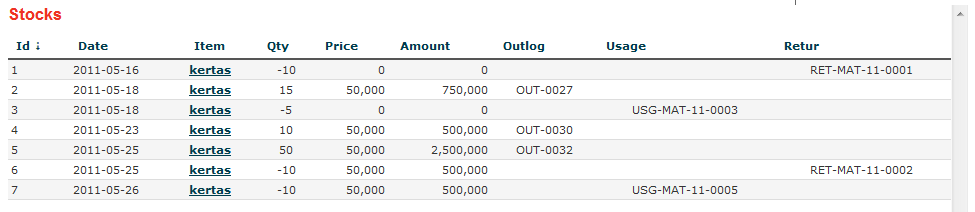 Stocks
Id ↓ Date Item Qty Price Amount Outlog Usage Retur
1 2011-05-16 kertas -10 0 0 RET-MAT-11-0001
2 2011-05-18 kertas 15 50,000 750,000 OUT-0027
3 2011-05-18 kertas -5 0 0 USG-MAT-11-0003
4 2011-05-23 kertas 10 50,000 500,000 OUT-0030
5 2011-05-25 kertas 50 50,000 2,500,000 OUT-0032
6 2011-05-25 kertas -10 50,000 500,000 RET-MAT-11-0002
7 2011-05-26 kertas -10 50,000 500,000 USG-MAT-11-0005